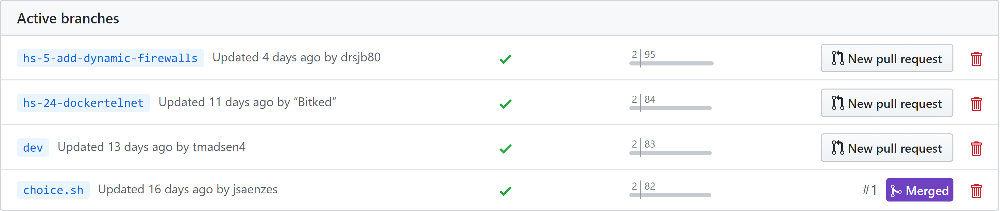 Active branches
hs-5-add-dynamic-firewalls Updated 4 days ago by drsjb80 2 95 New pull request
hs-24-dockertelnet Updated 11 days ago by “Bitked“ 2 84 New pull request
dev Updated 13 days ago by tmadsen4 2 83 New pull request
choice.sh Updated 16 days ago by jsaenzes 2 82 #1 Merged